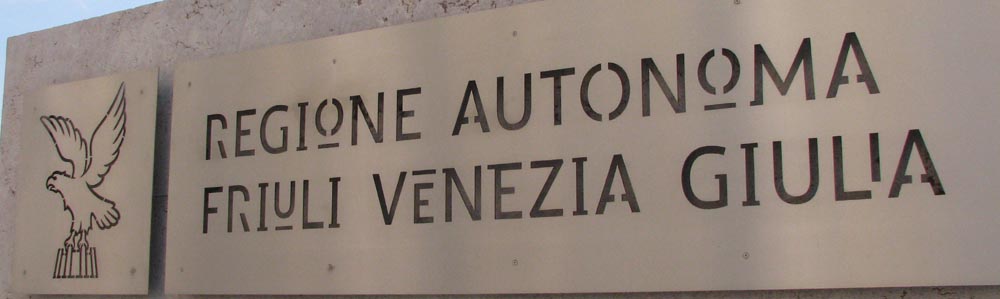 REGIONE AUTONOMA
FRIULI VENEZIA GIULIA